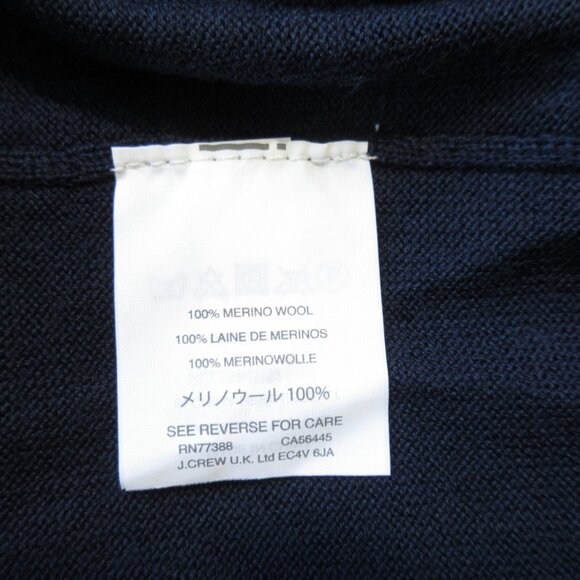 100% MERINO WOOL
100% LAINE DE MERINOS
100% MERINOWOLLE
メリノウール 100%
SEE REVERSE FOR CARE
RN77388 CA56445
J.CREW U.K. Ltd EC4V 6JA